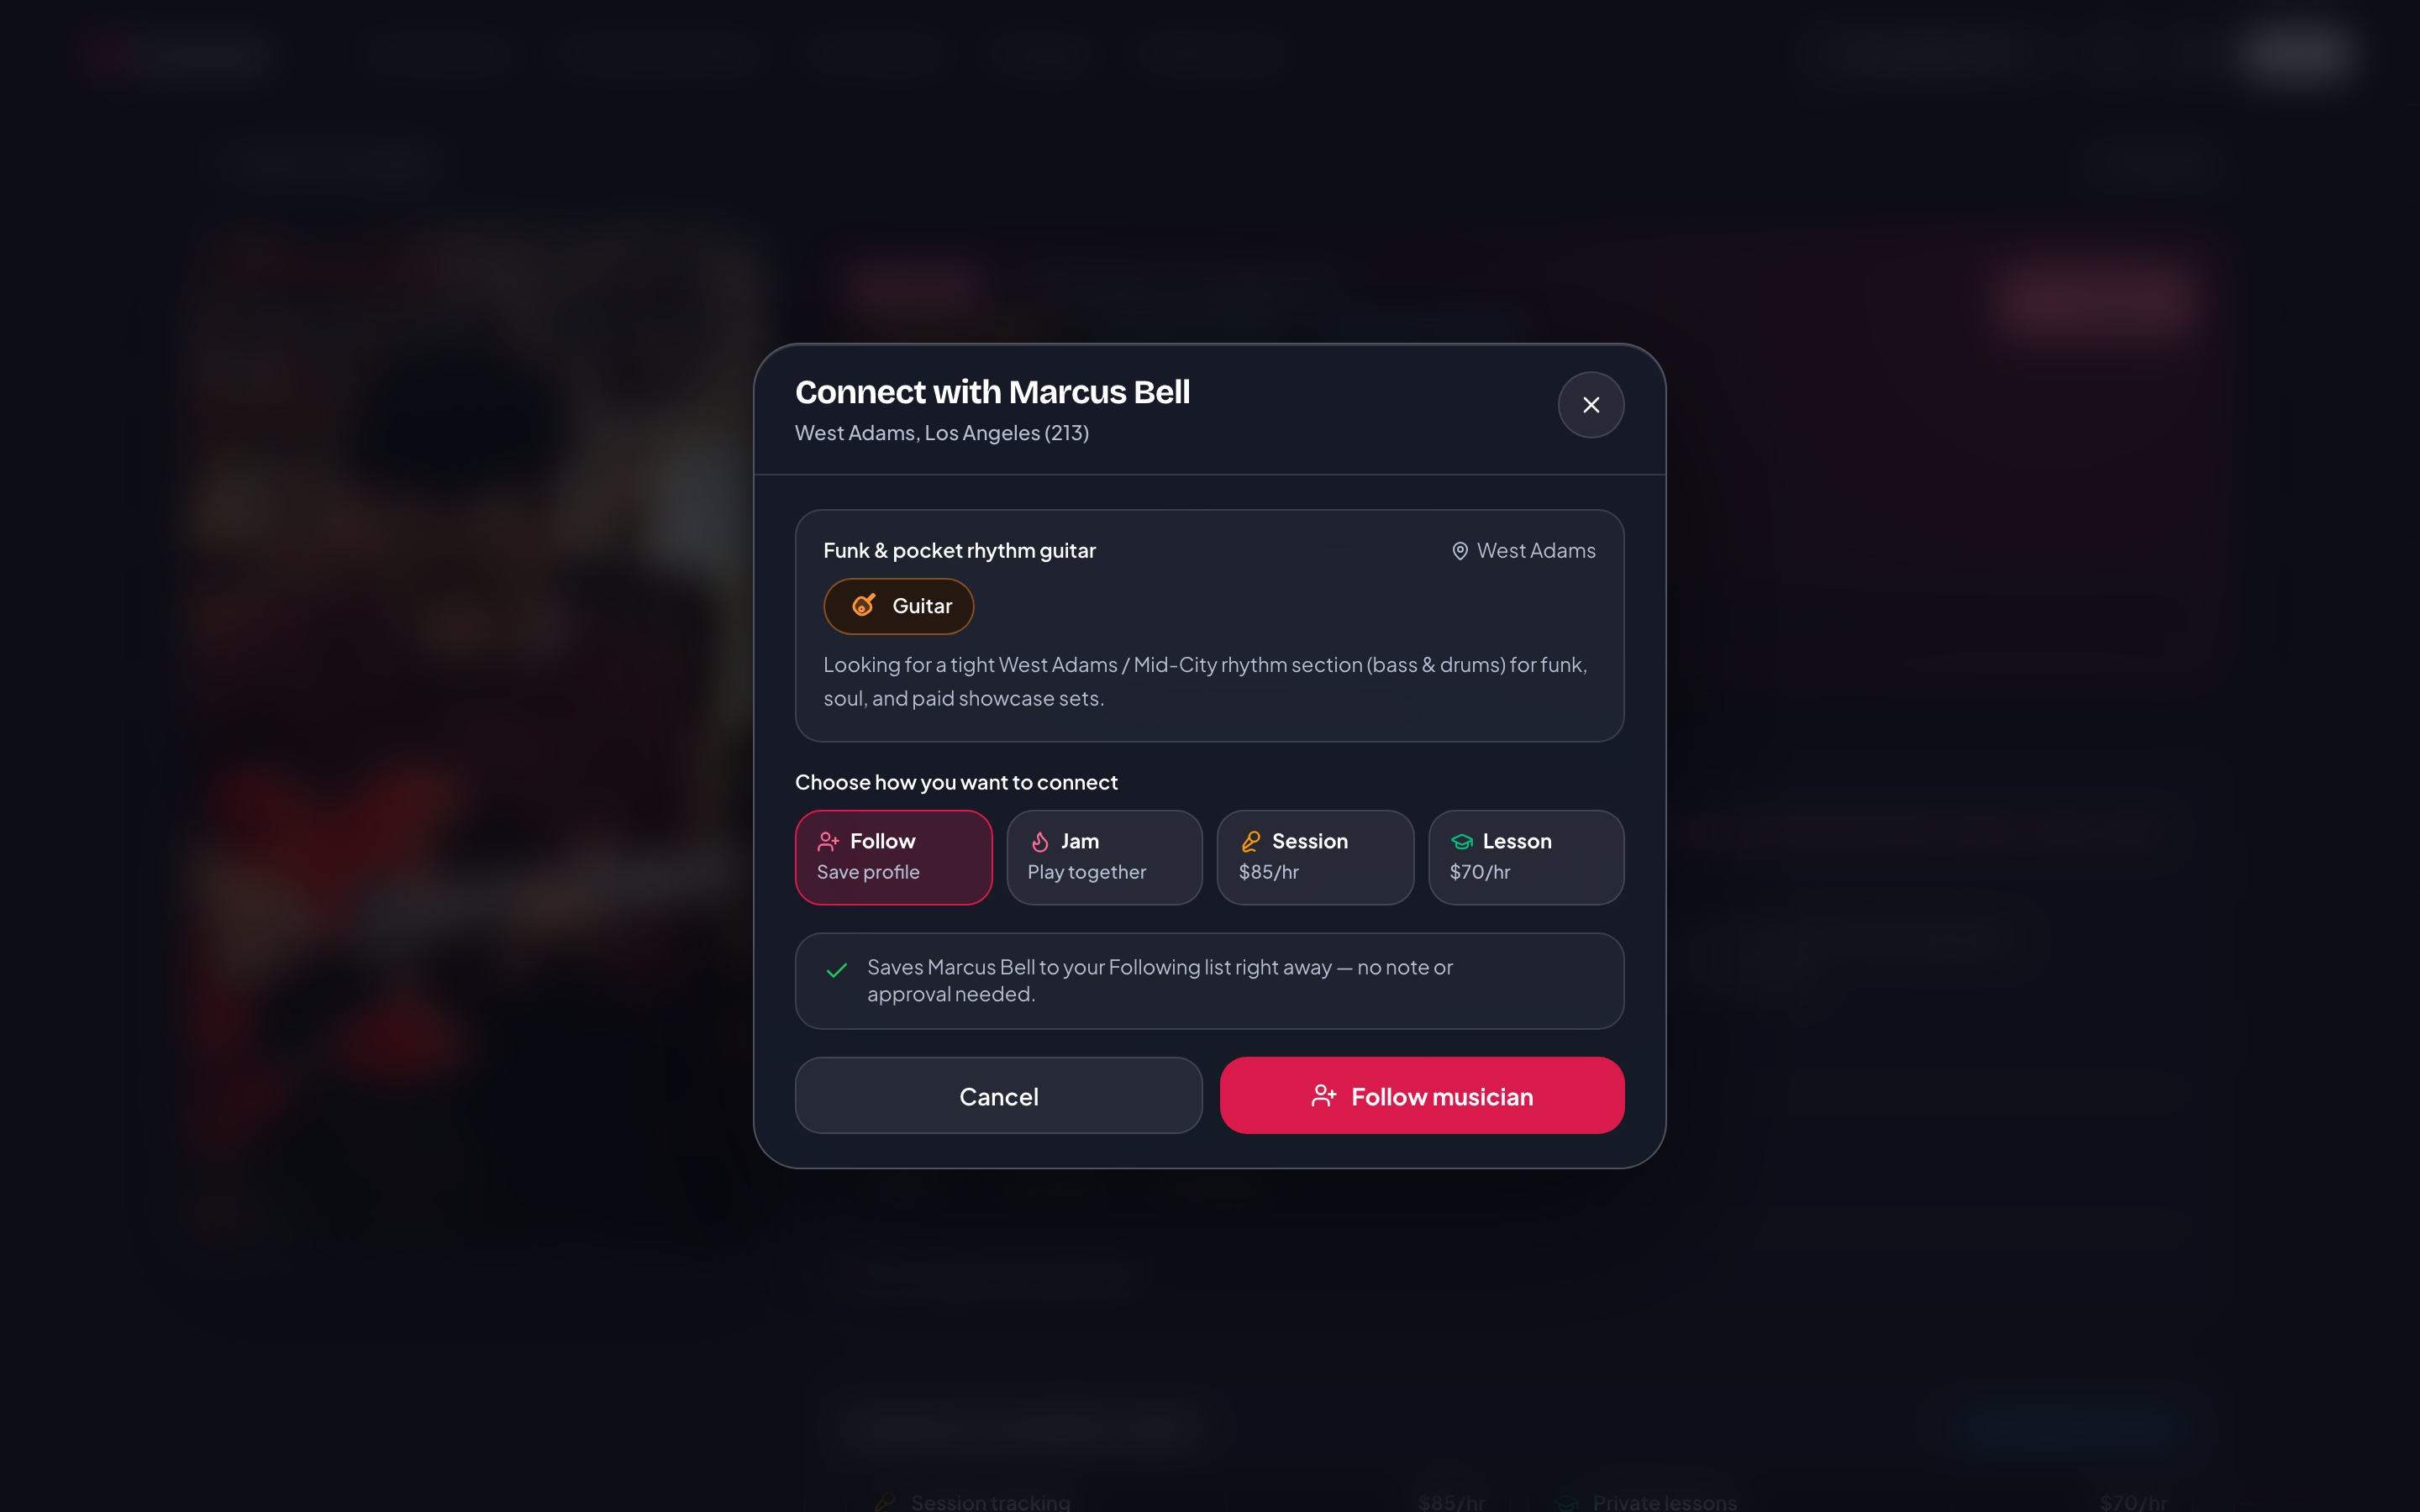 Connect with Marcus Bell
West Adams, Los Angeles (213)
Funk & pocket rhythm guitar
West Adams
Guitar
Looking for a tight West Adams / Mid-City rhythm section (bass & drums) for funk,
soul, and paid showcase sets.
Choose how you want to connect
Follow
Save profile
Jam
Play together
Session
$85/hr
Lesson
$70/hr
Saves Marcus Bell to your Following list right away — no note or
approval needed.
Cancel
Follow musician
Session tracking
$85/hr
Private lessons
$70/hr